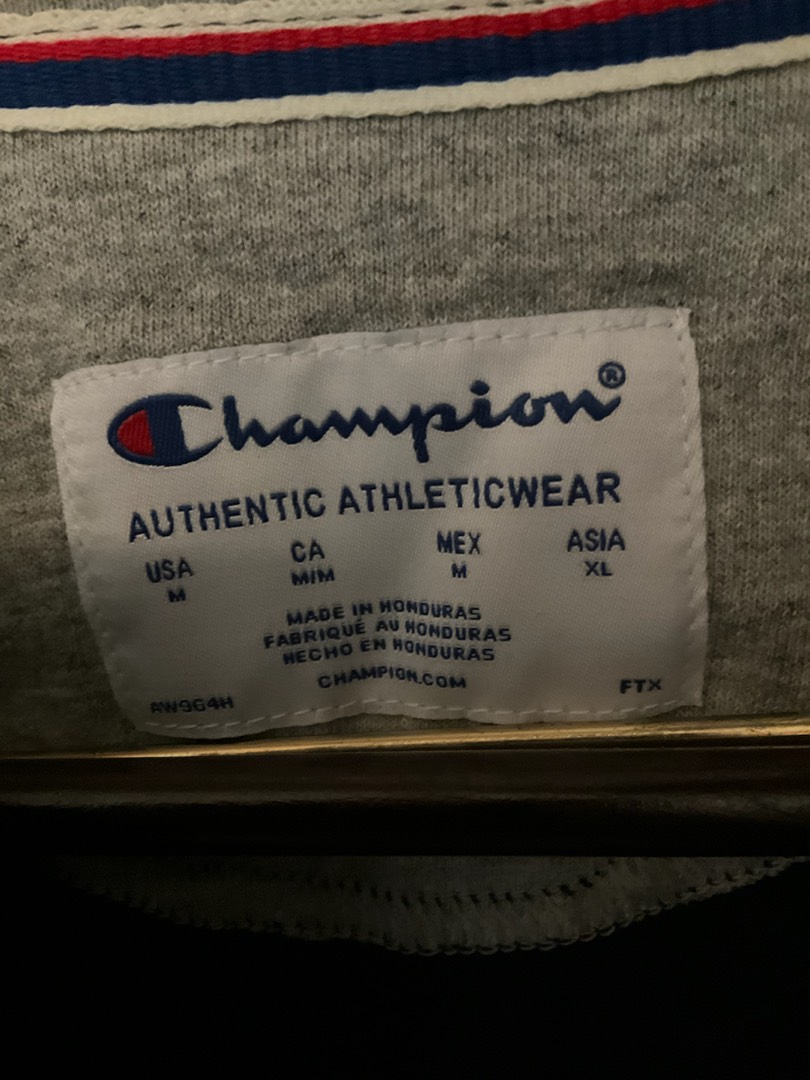 Champion®
AUTHENTIC ATHLETICWEAR
USA CA MEX ASIA
M M/M M XL
MADE IN HONDURAS
FABRIQUÉ AU HONDURAS
HECHO EN HONDURAS
CHAMPION.COM
AW9G4H FTX